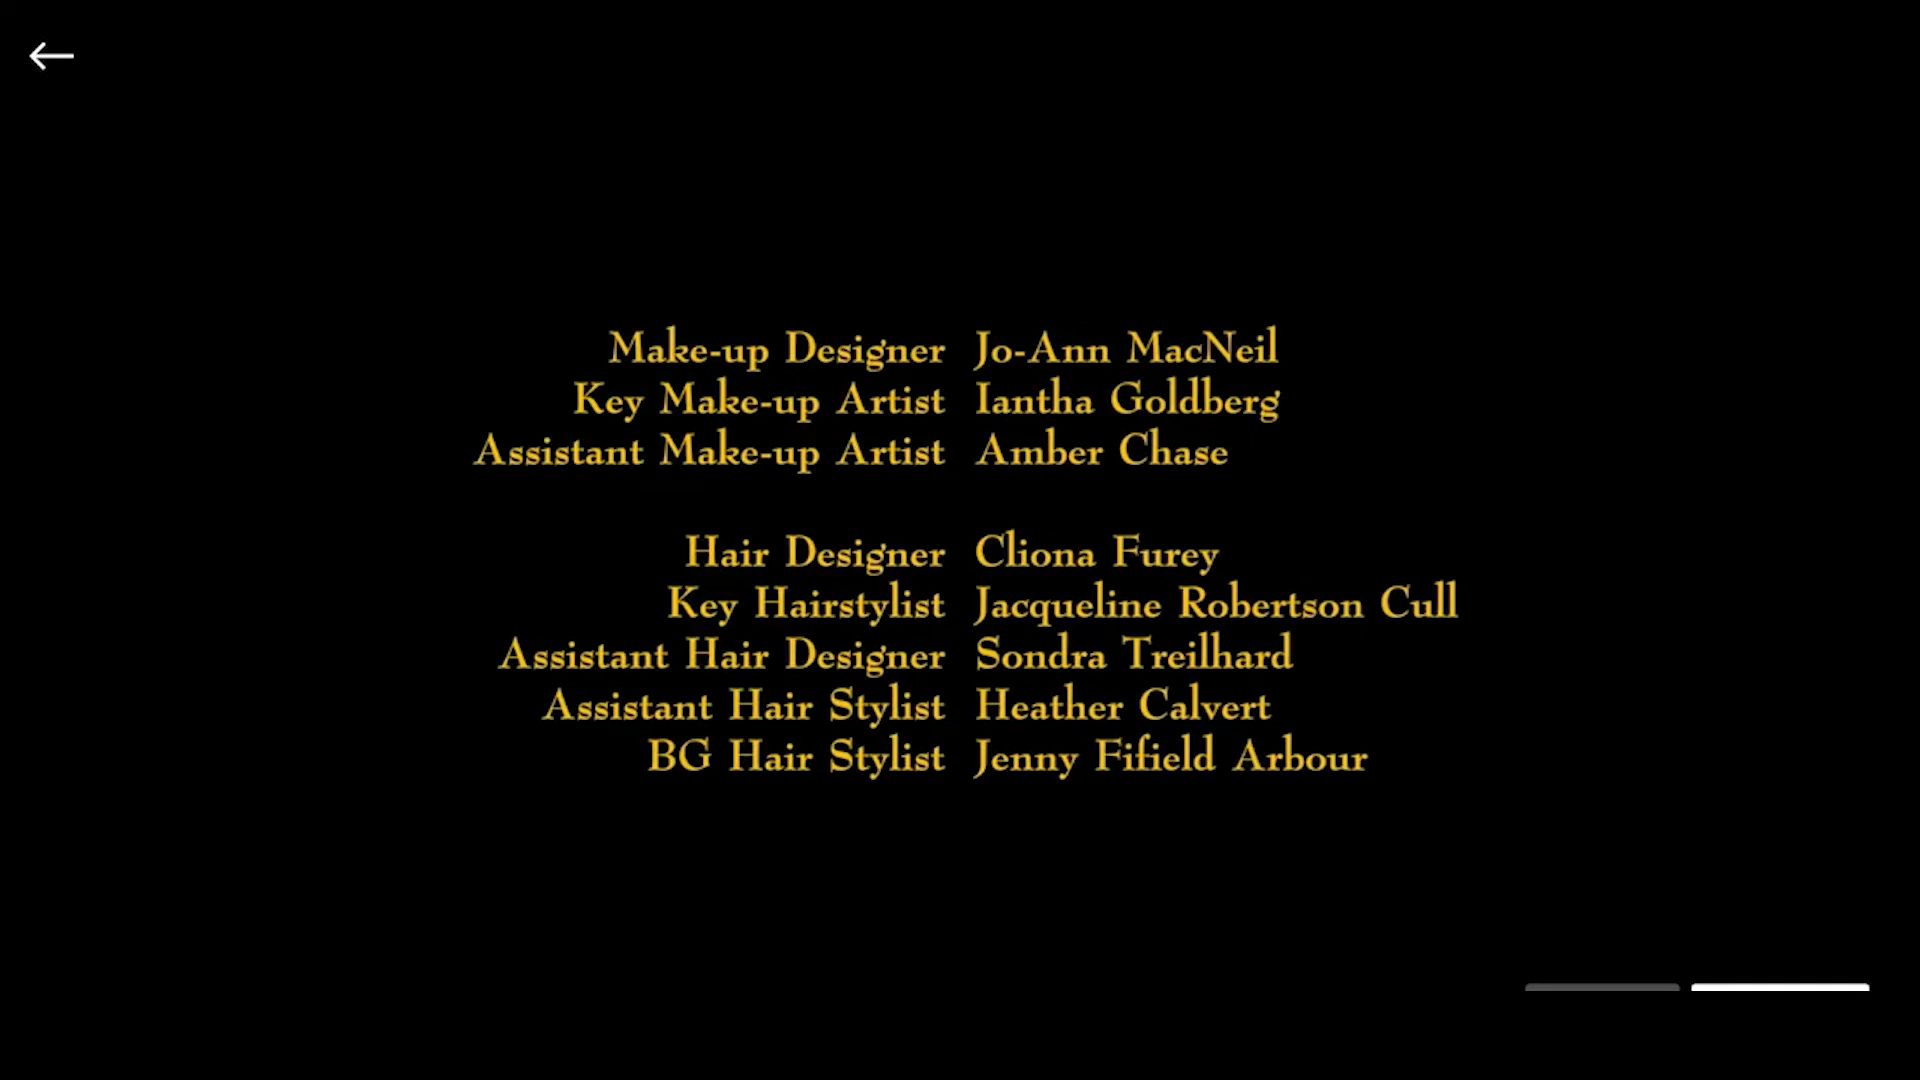 Make-up Designer Jo-Ann MacNeil
Key Make-up Artist Iantha Goldberg
Assistant Make-up Artist Amber Chase
Hair Designer Cliona Furey
Key Hairstylist Jacqueline Robertson Cull
Assistant Hair Designer Sondra Treilhard
Assistant Hair Stylist Heather Calvert
BG Hair Stylist Jenny Fifield Arbour